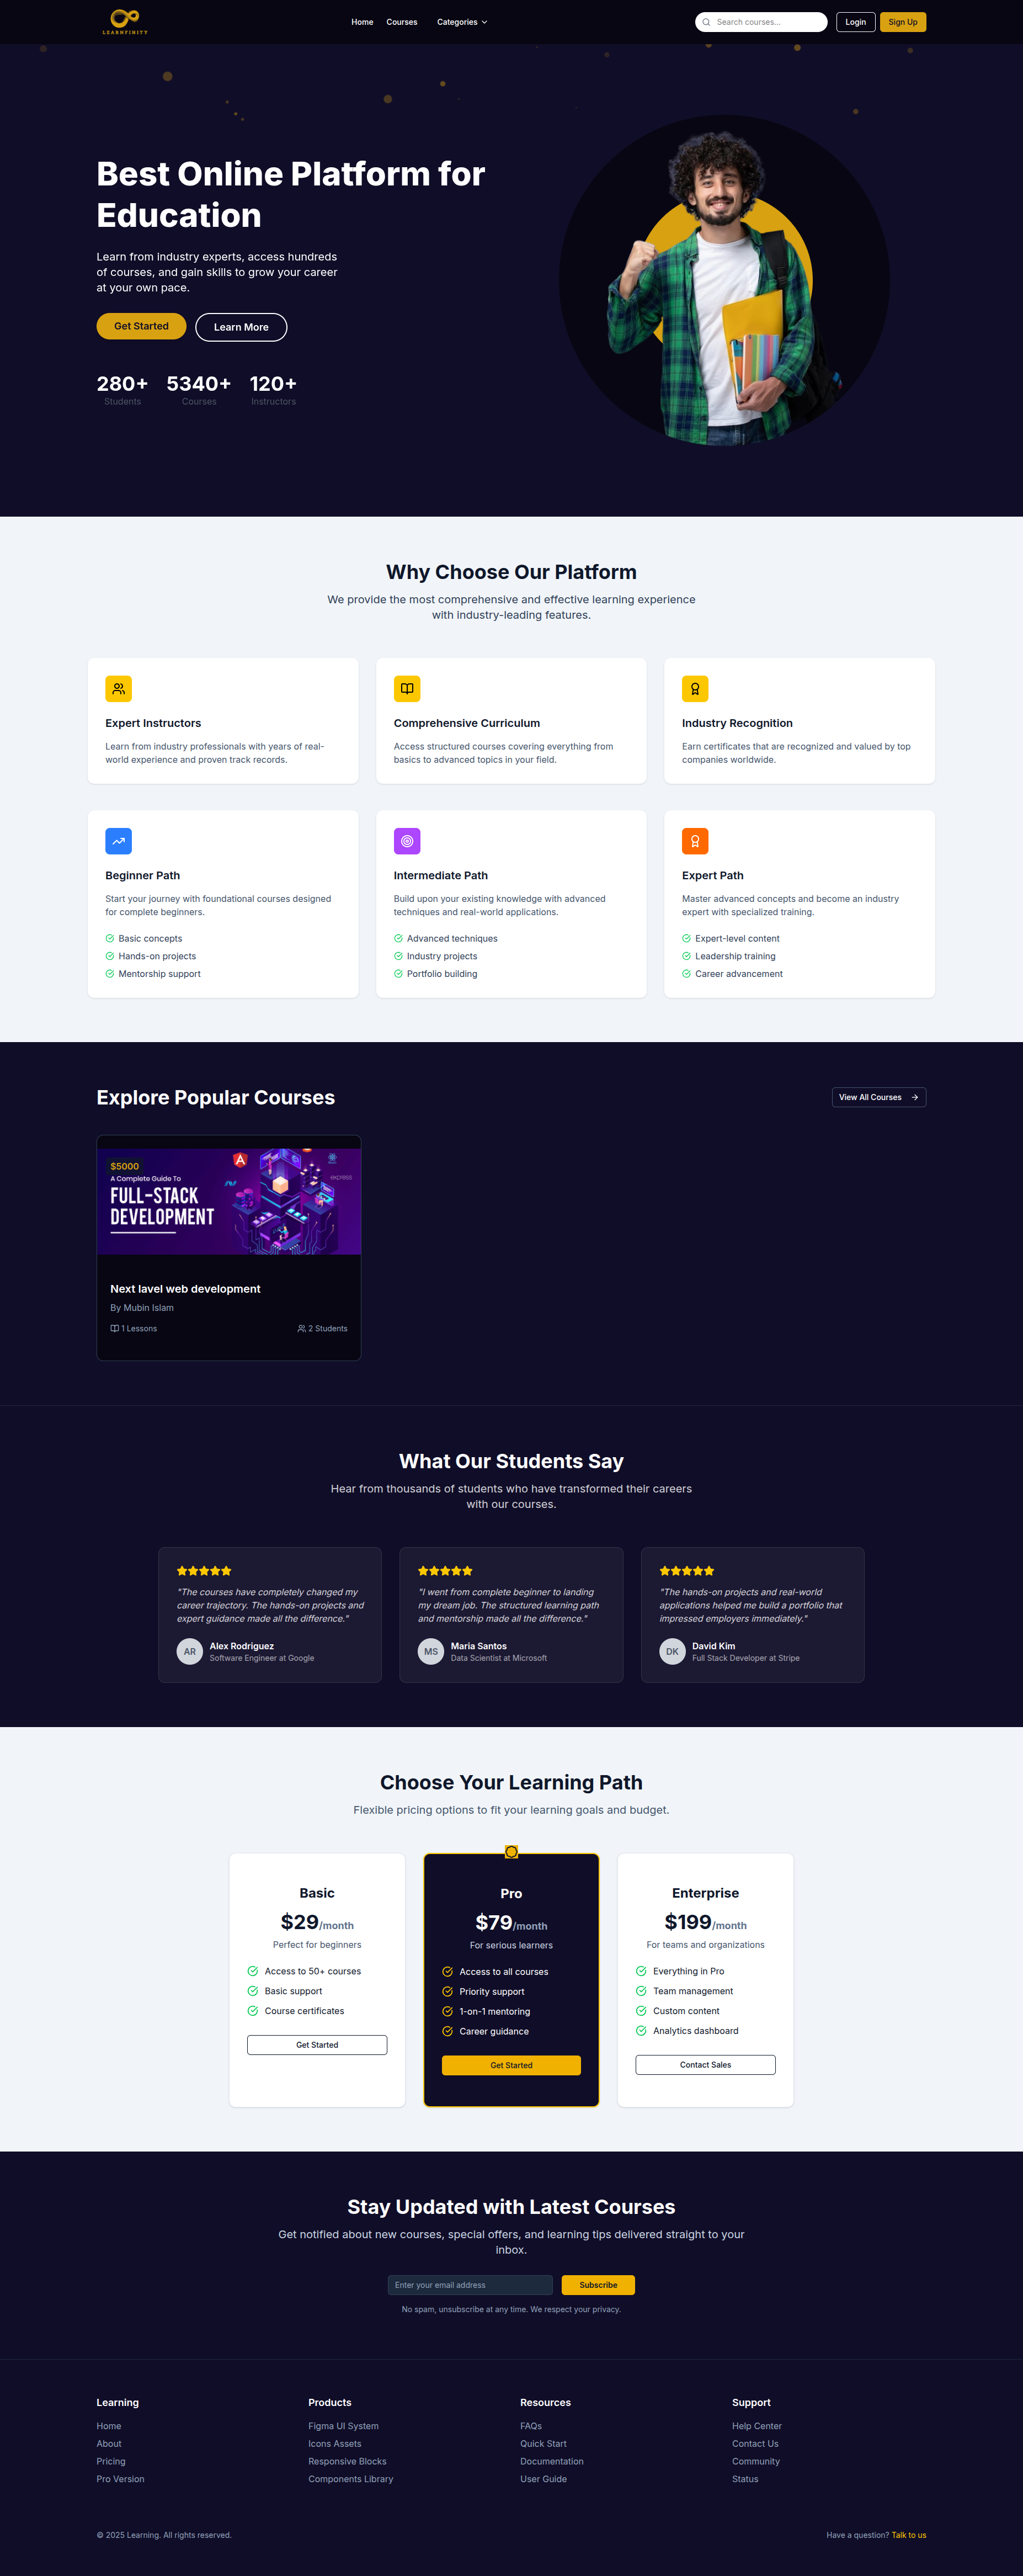 LEARNFINITY
Home
Courses
Categories
Search courses...
Login
Sign Up
Best Online Platform for
Education
Learn from industry experts, access hundreds
of courses, and gain skills to grow your career
at your own pace.
Get Started
Learn More
280+
Students
5340+
Courses
120+
Instructors
Why Choose Our Platform
We provide the most comprehensive and effective learning experience
with industry-leading features.
Expert Instructors
Learn from industry professionals with years of real-
world experience and proven track records.
Comprehensive Curriculum
Access structured courses covering everything from
basics to advanced topics in your field.
Industry Recognition
Earn certificates that are recognized and valued by top
companies worldwide.
Beginner Path
Start your journey with foundational courses designed
for complete beginners.
Basic concepts
Hands-on projects
Mentorship support
Intermediate Path
Build upon your existing knowledge with advanced
techniques and real-world applications.
Advanced techniques
Industry projects
Portfolio building
Expert Path
Master advanced concepts and become an industry
expert with specialized training.
Expert-level content
Leadership training
Career advancement
Explore Popular Courses
View All Courses
$5000
A Complete Guide To
FULL-STACK
DEVELOPMENT
express
Next lavel web development
By Mubin Islam
1 Lessons
2 Students
What Our Students Say
Hear from thousands of students who have transformed their careers
with our courses.
"The courses have completely changed my
career trajectory. The hands-on projects and
expert guidance made all the difference."
AR
Alex Rodriguez
Software Engineer at Google
"I went from complete beginner to landing
my dream job. The structured learning path
and mentorship made all the difference."
MS
Maria Santos
Data Scientist at Microsoft
"The hands-on projects and real-world
applications helped me build a portfolio that
impressed employers immediately."
DK
David Kim
Full Stack Developer at Stripe
Choose Your Learning Path
Flexible pricing options to fit your learning goals and budget.
Basic
$29/month
Perfect for beginners
Access to 50+ courses
Basic support
Course certificates
Get Started
Pro
$79/month
For serious learners
Access to all courses
Priority support
1-on-1 mentoring
Career guidance
Get Started
Enterprise
$199/month
For teams and organizations
Everything in Pro
Team management
Custom content
Analytics dashboard
Contact Sales
Stay Updated with Latest Courses
Get notified about new courses, special offers, and learning tips delivered straight to your
inbox.
Enter your email address
Subscribe
No spam, unsubscribe at any time. We respect your privacy.
Learning
Home
About
Pricing
Pro Version
Products
Figma UI System
Icons Assets
Responsive Blocks
Components Library
Resources
FAQs
Quick Start
Documentation
User Guide
Support
Help Center
Contact Us
Community
Status
© 2025 Learning. All rights reserved.
Have a question? Talk to us